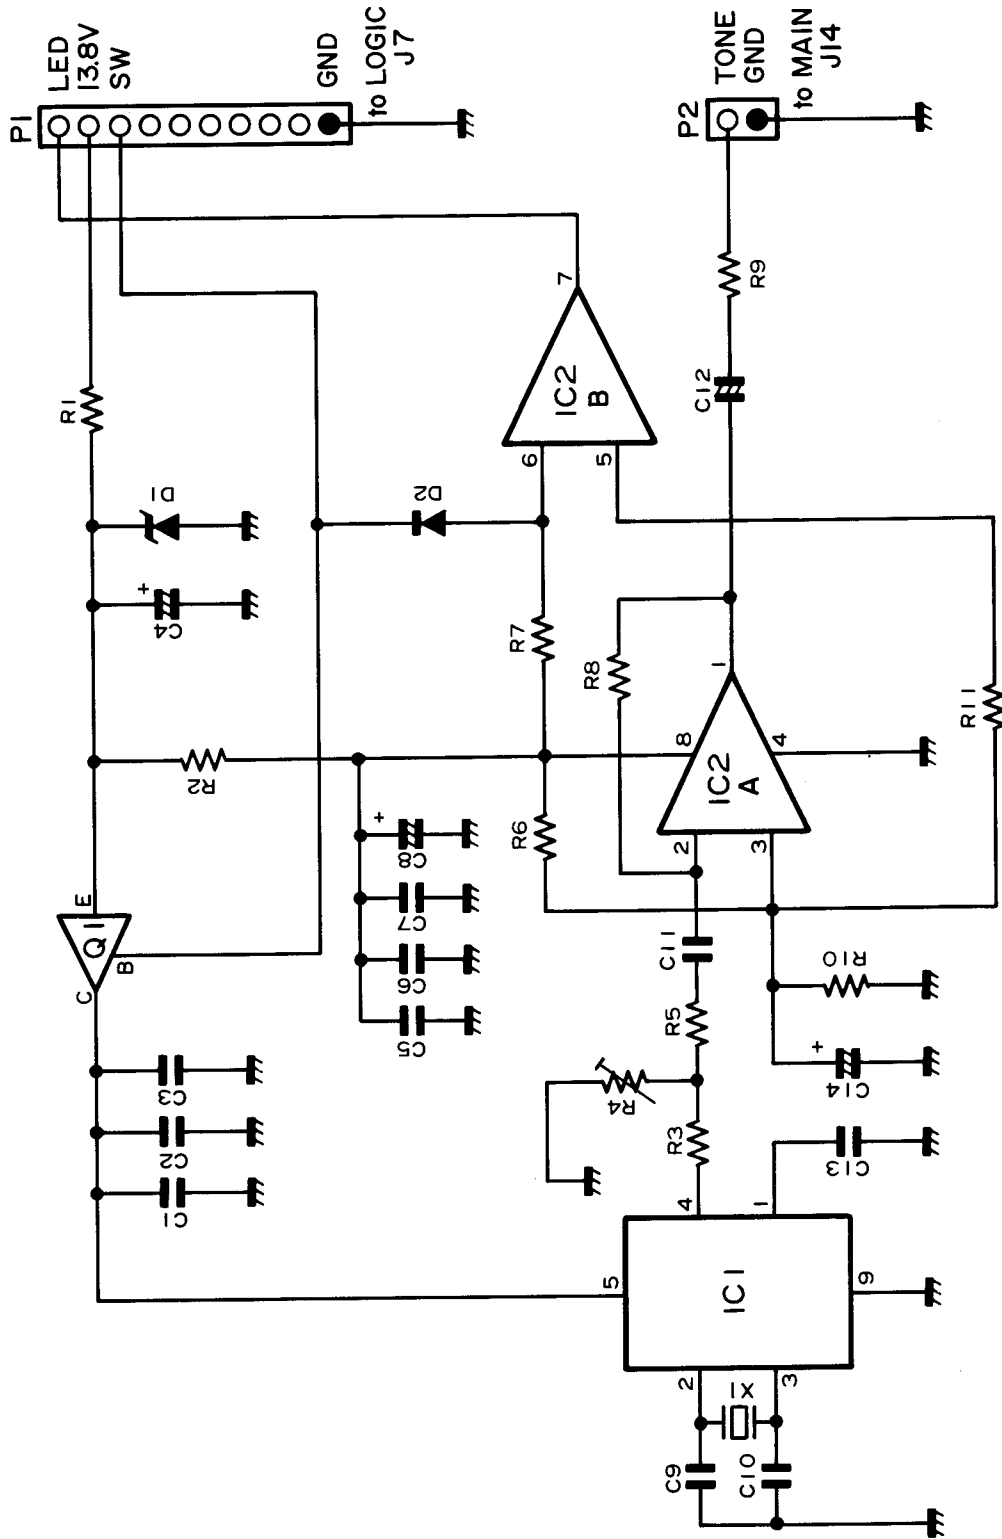 P1
LED
13.8V
SW
GND
to LOGIC
J7
R1
D1
C4
+
R2
E
Q1
B
C
C3
C2
C1
+
C8
C7
C6
C5
D2
6
5
IC2
B
7
R7
R6
R8
8
2
3
IC2
A
4
1
R11
C12
R9
P2
TONE
GND
to MAIN
J14
C11
R5
R4
R3
R10
+
C14
C13
5
4
1
IC1
9
2
3
X1
C9
C10